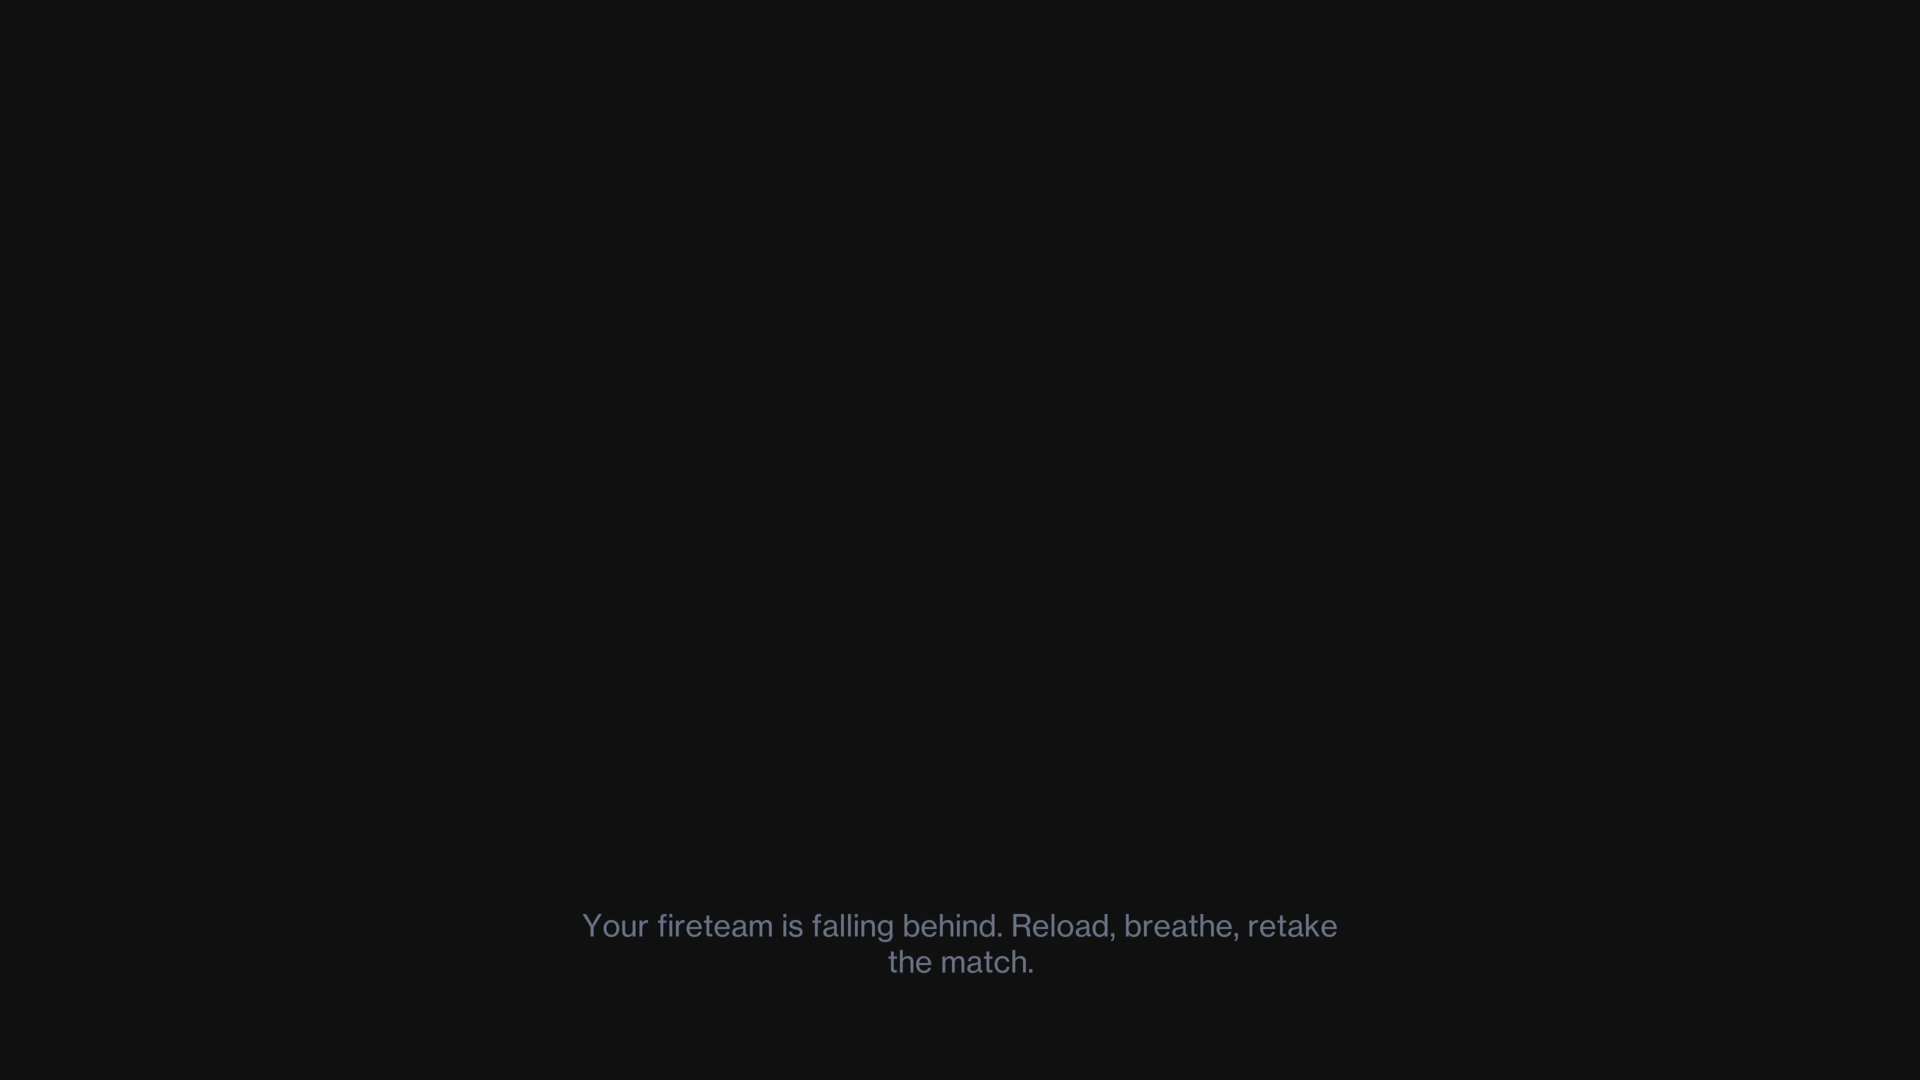 Your fireteam is falling behind. Reload, breathe, retake
the match.